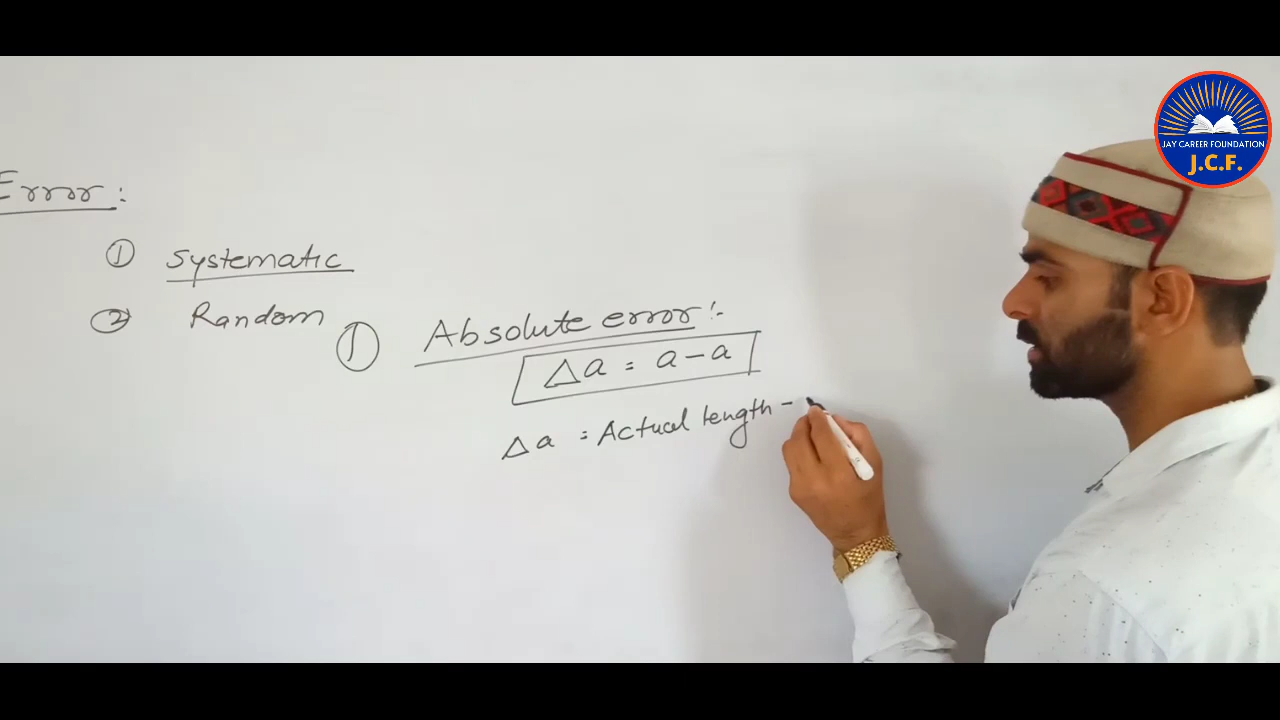 Error:
① Systematic
② Random
① Absolute error:-
Δa = a - a
Δa = Actual length -
JAY CAREER FOUNDATION
J.C.F.